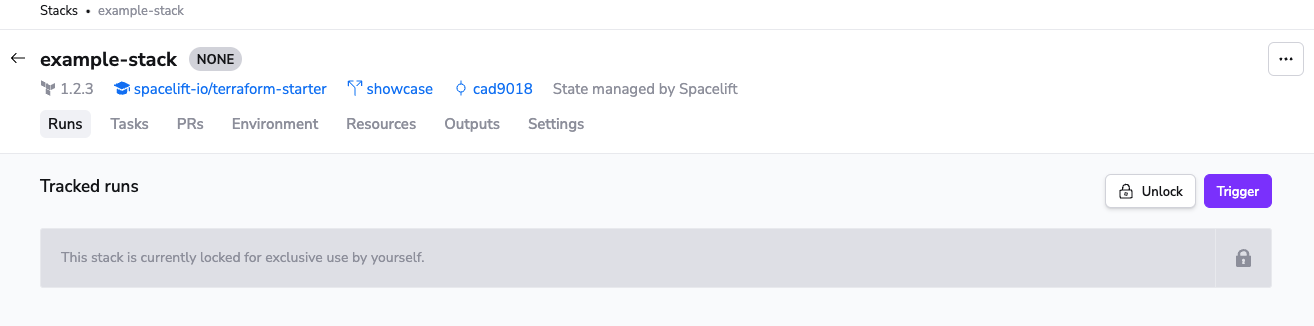 Stacks • example-stack
example-stack NONE
1.2.3 spacelift-io/terraform-starter showcase cad9018 State managed by Spacelift
Runs Tasks PRs Environment Resources Outputs Settings
Tracked runs
Unlock Trigger
This stack is currently locked for exclusive use by yourself.